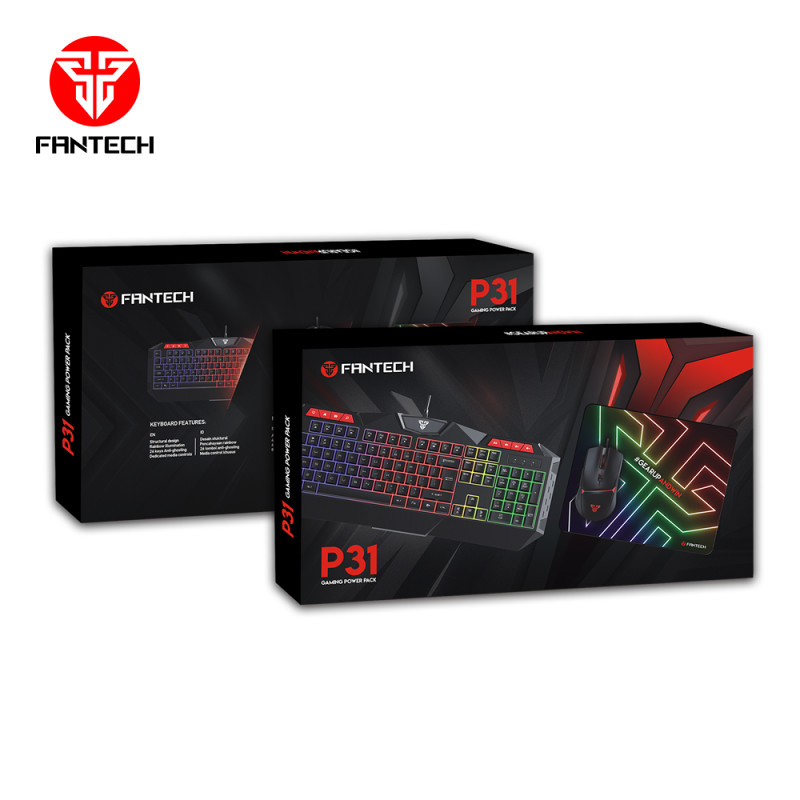 FANTECH
FANTECH
P31
GAMING POWER PACK
P31 GAMING POWER PACK
KEYBOARD FEATURES:
EN
Structural design
Rainbow illumination
26 keys Anti-ghosting
Dedicated media controls
ID
Desain struktural
Pencahayaan rainbow
26 tombol anti-ghosting
Media control khusus
#GEARUPNOWNH
FANTECH
P31 GAMING POWER PACK
#GEARUP
FANTECH
P31
GAMING POWER PACK